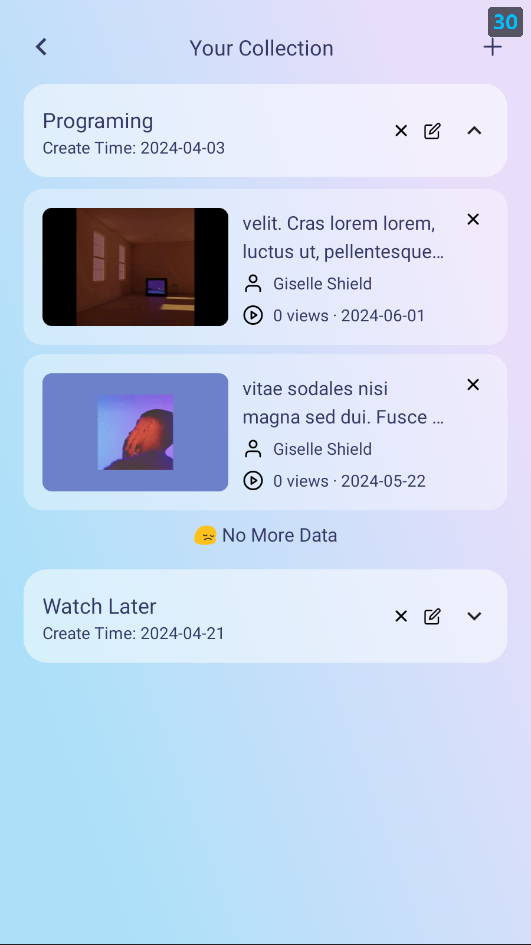 30
Your Collection
Programing
Create Time: 2024-04-03
velit. Cras lorem lorem,
luctus ut, pellentesque…
Giselle Shield
0 views · 2024-06-01
vitae sodales nisi
magna sed dui. Fusce …
Giselle Shield
0 views · 2024-05-22
No More Data
Watch Later
Create Time: 2024-04-21